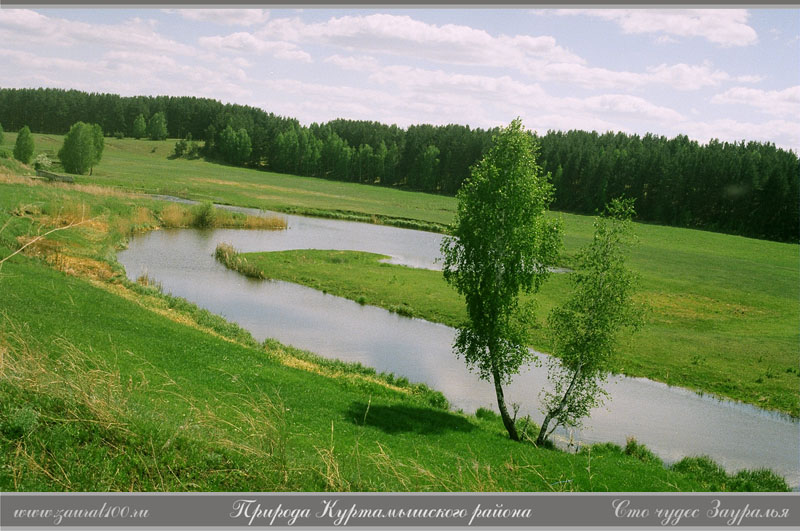 www.zaural100.ru Природа Куртамышского района Сто чудес Зауралья